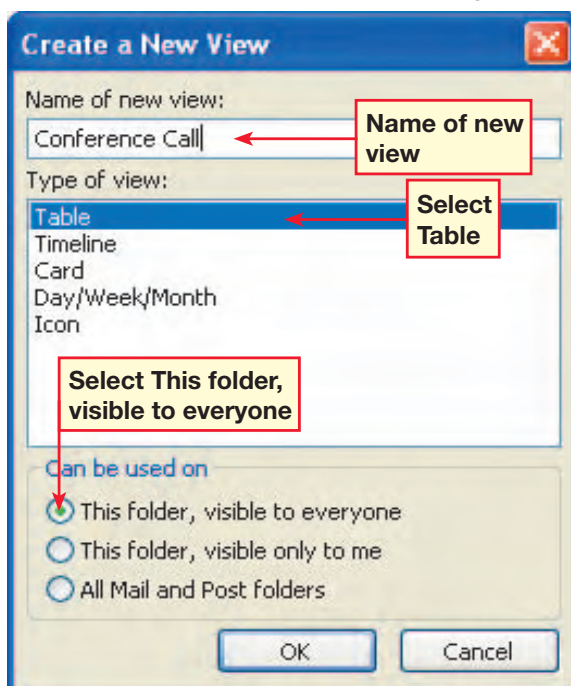 Create a New View
Name of new view:
Conference Call
Name of new
view
Type of view:
Table
Select
Table
Timeline
Card
Day/Week/Month
Icon
Select This folder,
visible to everyone
Can be used on
This folder, visible to everyone
This folder, visible only to me
All Mail and Post folders
OK
Cancel